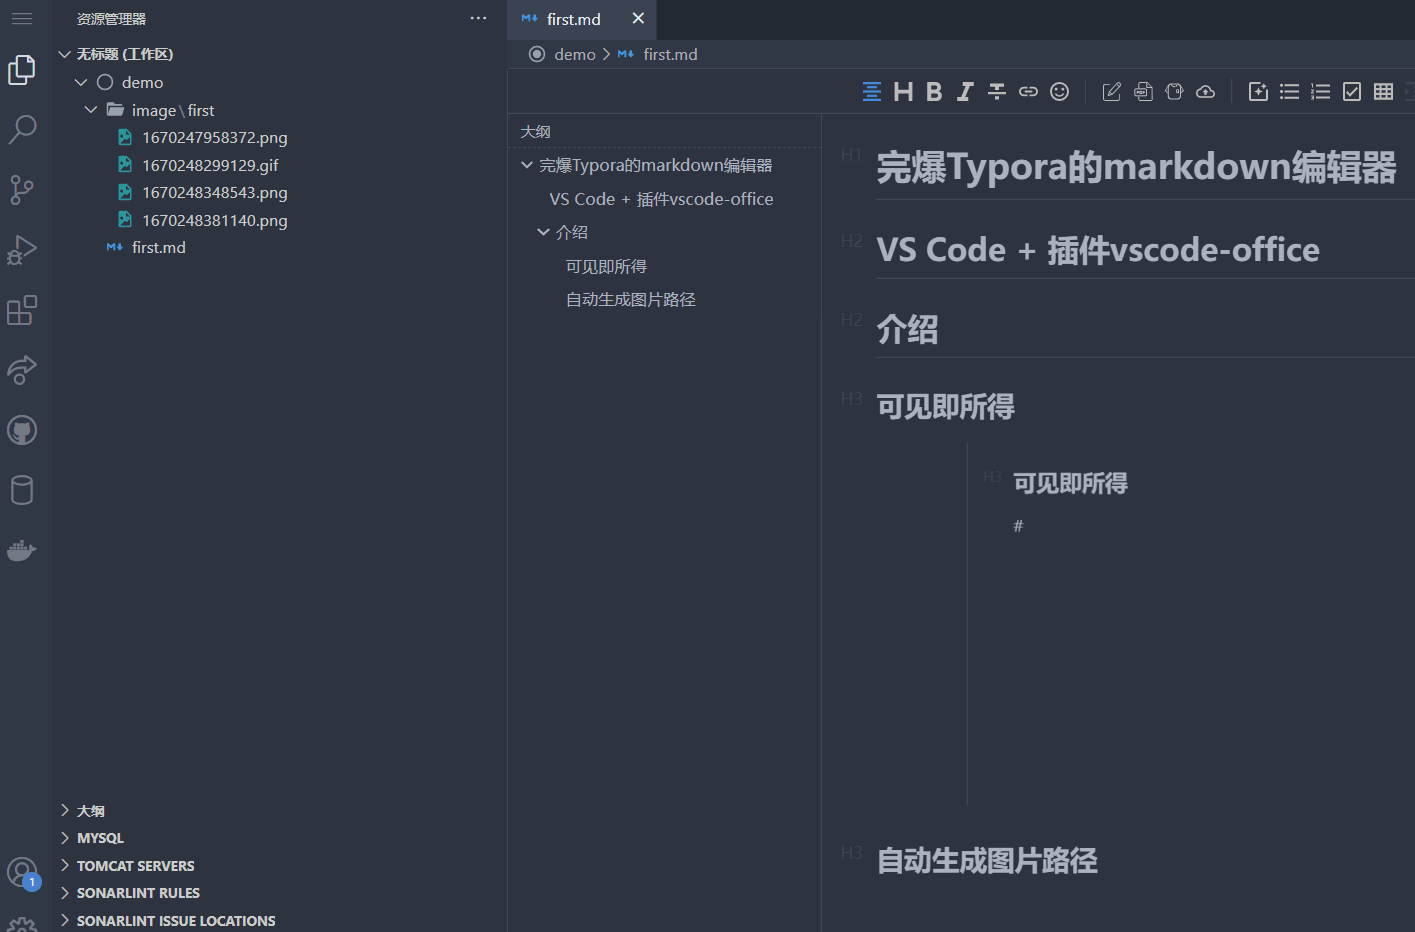 资源管理器
无标题 (工作区)
demo
image\first
1670247958372.png
1670248299129.gif
1670248348543.png
1670248381140.png
first.md
大纲
MYSQL
TOMCAT SERVERS
SONARLINT RULES
SONARLINT ISSUE LOCATIONS
1
first.md
demo > first.md
H B I
大纲
完爆Typora的markdown编辑器
VS Code + 插件vscode-office
介绍
可见即所得
自动生成图片路径
H1 完爆Typora的markdown编辑器
H2 VS Code + 插件vscode-office
H2 介绍
H3 可见即所得
H3 可见即所得
#
H3 自动生成图片路径